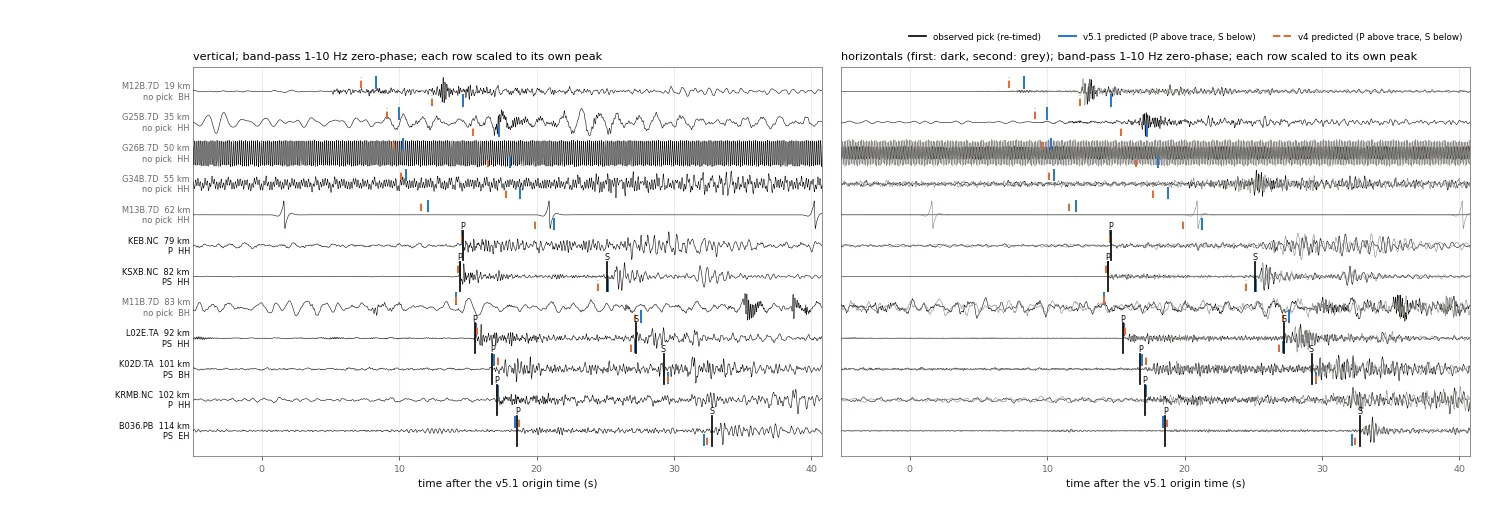 observed pick (re-timed) v5.1 predicted (P above trace, S below) v4 predicted (P above trace, S below)
vertical; band-pass 1-10 Hz zero-phase; each row scaled to its own peak
horizontals (first: dark, second: grey); band-pass 1-10 Hz zero-phase; each row scaled to its own peak
M12B.7D 19 km
no pick BH
G25B.7D 35 km
no pick HH
G26B.7D 50 km
no pick HH
G34B.7D 55 km
no pick HH
M13B.7D 62 km
no pick HH
KEB.NC 79 km
P HH
P P
KSXB.NC 82 km
PS HH
P S P S
M11B.7D 83 km
no pick BH
L02E.TA 92 km
PS HH
P S P S
K02D.TA 101 km
PS BH
P S P S
KRMB.NC 102 km
P HH
P P
B036.PB 114 km
PS EH
P S P S
0 10 20 30 40
0 10 20 30 40
time after the v5.1 origin time (s)
time after the v5.1 origin time (s)